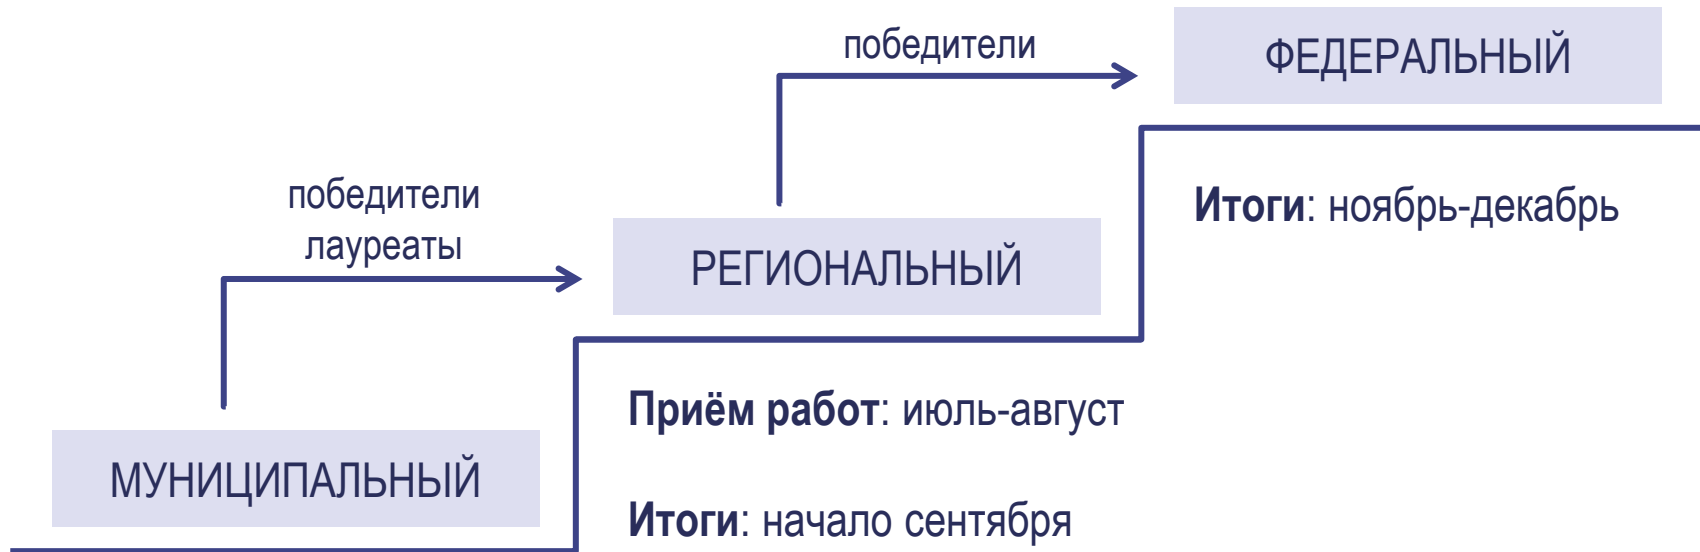 победители
ФЕДЕРАЛЬНЫЙ
победители
лауреаты
Итоги: ноябрь-декабрь
РЕГИОНАЛЬНЫЙ
Приём работ: июль-август
МУНИЦИПАЛЬНЫЙ
Итоги: начало сентября